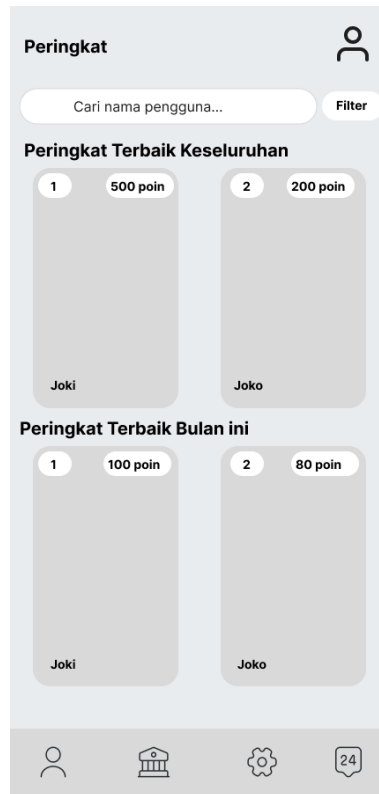 Peringkat
Cari nama pengguna...
Filter
Peringkat Terbaik Keseluruhan
1
500 poin
2
200 poin
Joki
Joko
Peringkat Terbaik Bulan ini
1
100 poin
2
80 poin
Joki
Joko
24